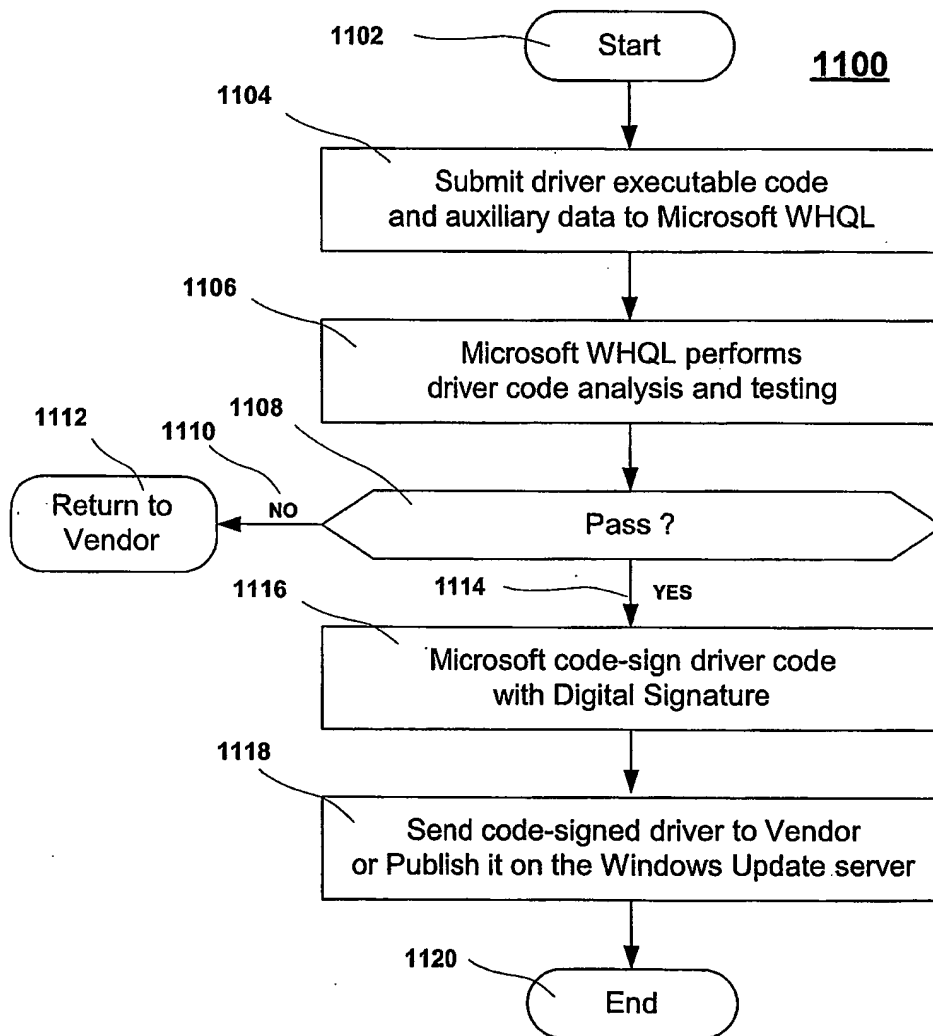 1102
Start
1100
1104
Submit driver executable code
and auxiliary data to Microsoft WHQL
1106
Microsoft WHQL performs
driver code analysis and testing
1108
1112
1110
Return to
Vendor
NO
Pass ?
1114
YES
1116
Microsoft code-sign driver code
with Digital Signature
1118
Send code-signed driver to Vendor
or Publish it on the Windows Update server
1120
End